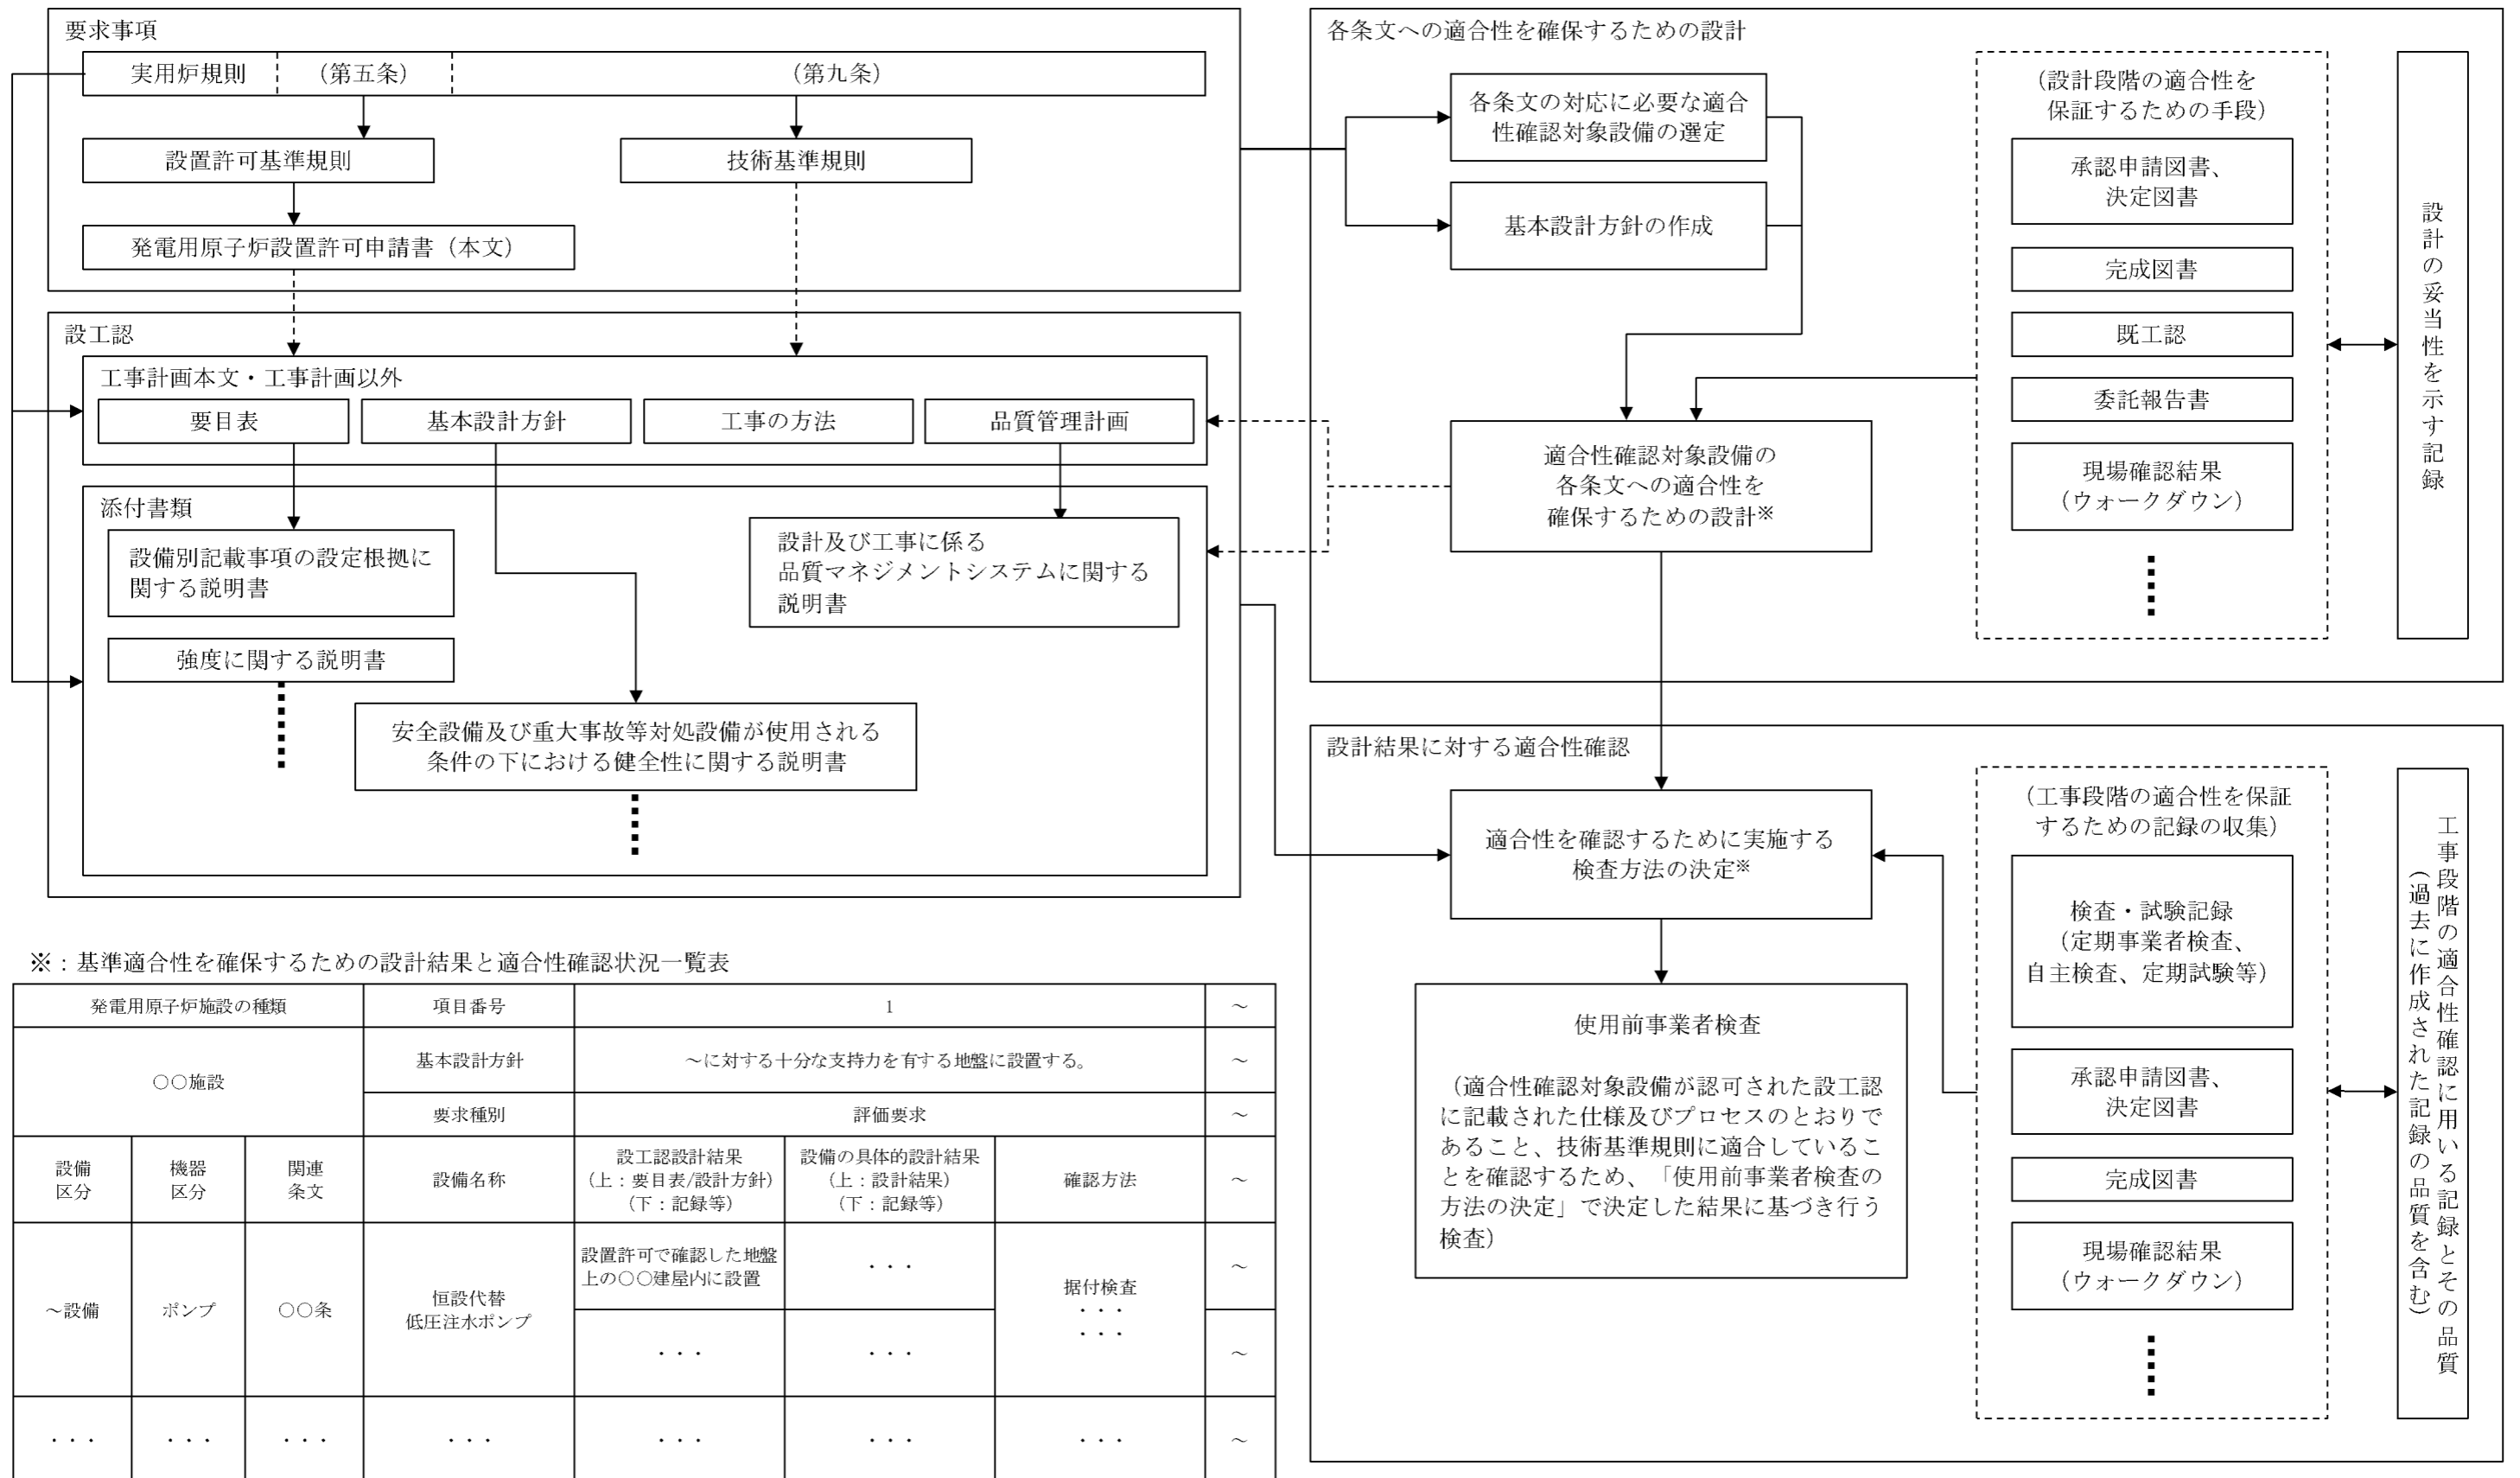 要求事項
実用炉規則
(第五条)
(第九条)
設置許可基準規則
技術基準規則
発電用原子炉設置許可申請書（本文）
設工認
工事計画本文・工事計画以外
要目表
基本設計方針
工事の方法
品質管理計画
添付書類
設備別記載事項の設定根拠に
関する説明書
設計及び工事に係る
品質マネジメントシステムに関する
説明書
強度に関する説明書
安全設備及び重大事故等対処設備が使用される
条件の下における健全性に関する説明書
各条文への適合性を確保するための設計
各条文の対応に必要な適合
性確認対象設備の選定
基本設計方針の作成
適合性確認対象設備の
各条文への適合性を
確保するための設計※
（設計段階の適合性を
保証するための手段）
承認申請図書、
決定図書
完成図書
既工認
委託報告書
現場確認結果
（ウォークダウン）
設計の妥当性を示す記録
設計結果に対する適合性確認
適合性を確認するために実施する
検査方法の決定※
使用前事業者検査
（適合性確認対象設備が認可された設工認
に記載された仕様及びプロセスのとおりで
あること、技術基準規則に適合しているこ
とを確認するため、「使用前事業者検査の
方法の決定」で決定した結果に基づき行う
検査）
（工事段階の適合性を保証
するための記録の収集）
検査・試験記録
（定期事業者検査、
自主検査、定期試験等）
承認申請図書、
決定図書
完成図書
現場確認結果
（ウォークダウン）
工事段階の適合性確認に用いる記録とその品質
（過去に作成された記録の品質を含む）
※：基準適合性を確保するための設計結果と適合性確認状況一覧表
発電用原子炉施設の種類
項目番号
1
～
○○施設
基本設計方針
～に対する十分な支持力を有する地盤に設置する。
～
要求種別
評価要求
～
設備
区分
機器
区分
関連
条文
設備名称
設工認設計結果
（上：要目表/設計方針）
（下：記録等）
設備の具体的設計結果
（上：設計結果）
（下：記録等）
確認方法
～
～設備
ポンプ
○○条
恒設代替
低圧注水ポンプ
設置許可で確認した地盤
上の○○建屋内に設置
・・・
据付検査
・・・
・・・
～
・・・
・・・
～
・・・
・・・
・・・
・・・
・・・
・・・
・・・
～